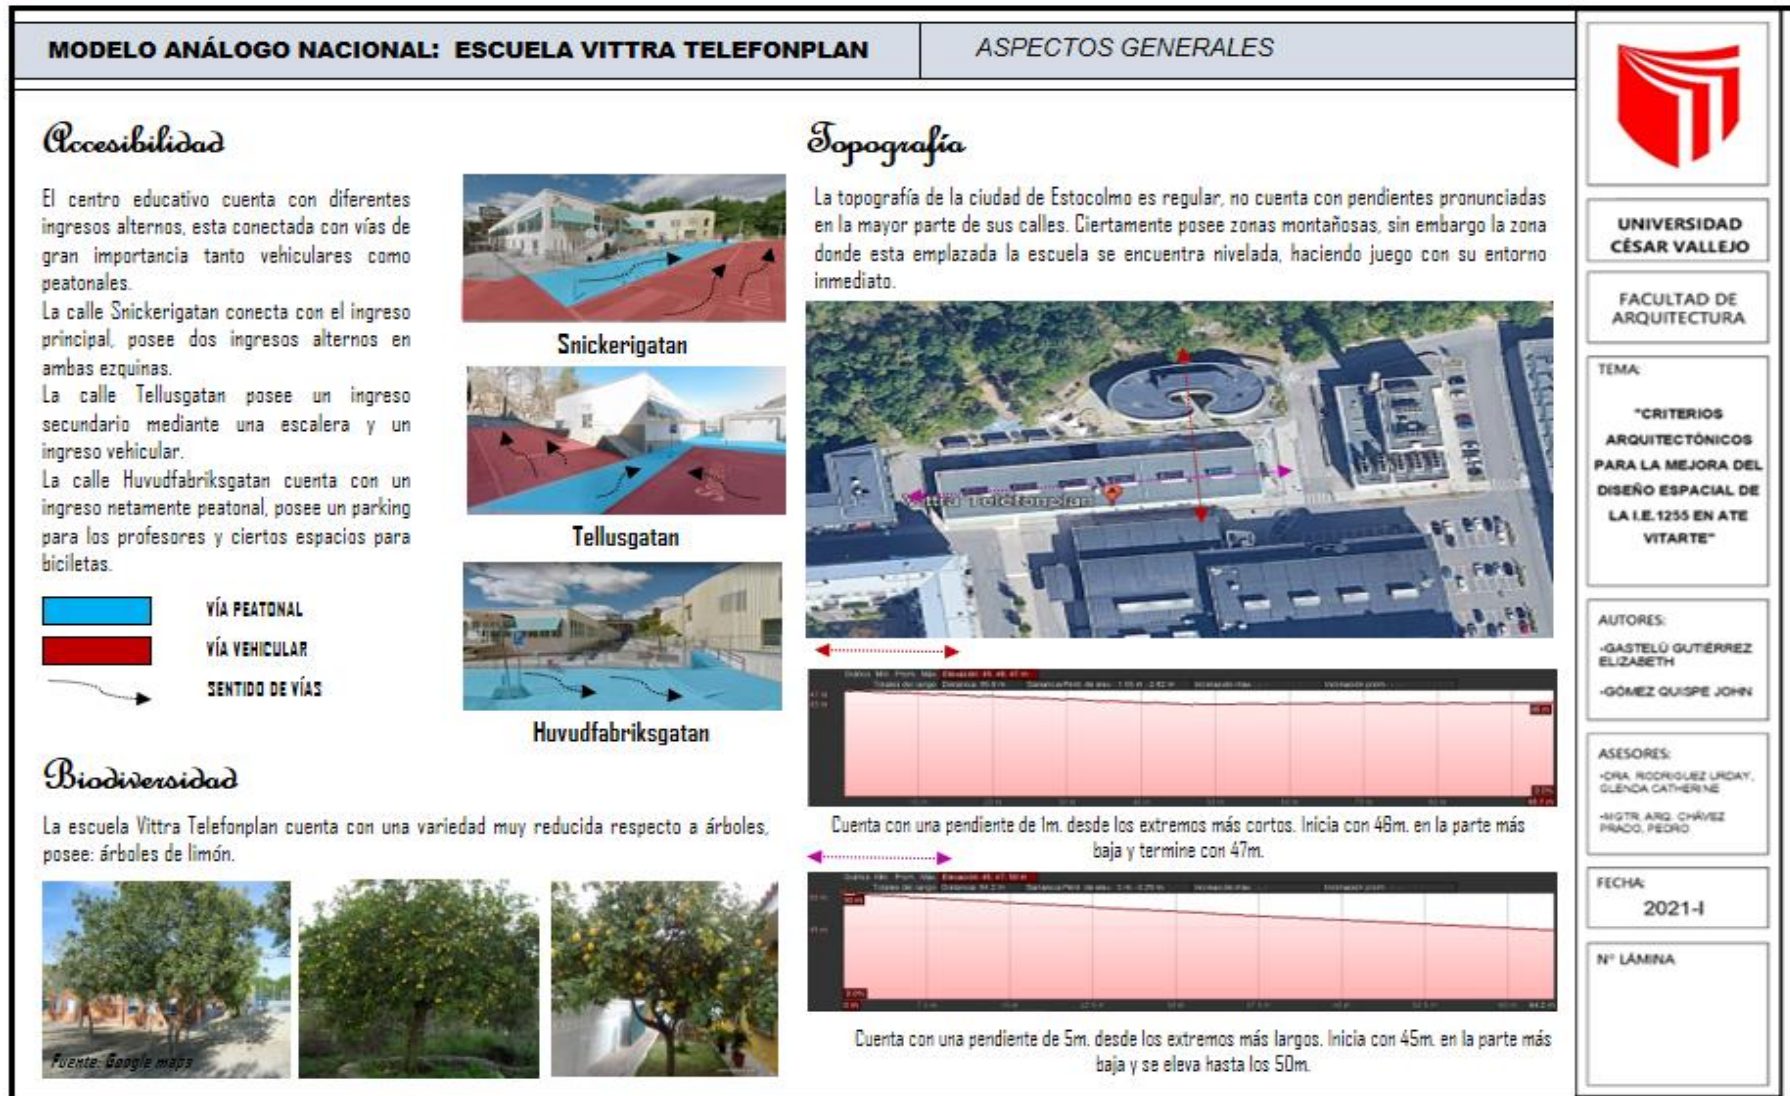 MODELO ANÁLOGO NACIONAL: ESCUELA VITTRA TELEFONPLAN
ASPECTOS GENERALES
Accesibilidad
El centro educativo cuenta con diferentes
ingresos alternos, esta conectada con vías de
gran importancia tanto vehiculares como
peatonales.
La calle Snickerigatan conecta con el ingreso
principal, posee dos ingresos alternos en
ambas ezquinas.
La calle Tellusgatan posee un ingreso
secundario mediante una escalera y un
ingreso vehicular.
La calle Huvudfabriksgatan cuenta con un
ingreso netamente peatonal, posee un parking
para los profesores y ciertos espacios para
biciletas.
VÍA PEATONAL
VÍA VEHICULAR
SENTIDO DE VÍAS
Snickerigatan
Tellusgatan
Huvudfabriksgatan
Biodiversidad
La escuela Vittra Telefonplan cuenta con una variedad muy reducida respecto a árboles,
posee: árboles de limón.
Fuente: Google maps
Topografía
La topografía de la ciudad de Estocolmo es regular, no cuenta con pendientes pronunciadas
en la mayor parte de sus calles. Ciertamente posee zonas montañosas, sin embargo la zona
donde esta emplazada la escuela se encuentra nivelada, haciendo juego con su entorno
inmediato.
Vittra Telefonplan
Cuenta con una pendiente de 1m. desde los extremos más cortos. Inicia con 46m. en la parte más
baja y termine con 47m.
Cuenta con una pendiente de 5m. desde los extremos más largos. Inicia con 45m. en la parte más
baja y se eleva hasta los 50m.
UNIVERSIDAD
CÉSAR VALLEJO
FACULTAD DE
ARQUITECTURA
TEMA:
"CRITERIOS
ARQUITECTÓNICOS
PARA LA MEJORA DEL
DISEÑO ESPACIAL DE
LA I.E.1255 EN ATE
VITARTE"
AUTORES:
-GASTELÚ GUTIÉRREZ
ELIZABETH
-GÓMEZ QUISPE JOHN
ASESORES:
-DRA. RODRIGUEZ URDAY,
GLENDA CATHERINE
-MGTR. ARQ. CHÁVEZ
PRADO, PEDRO
FECHA:
2021-I
Nº LÁMINA